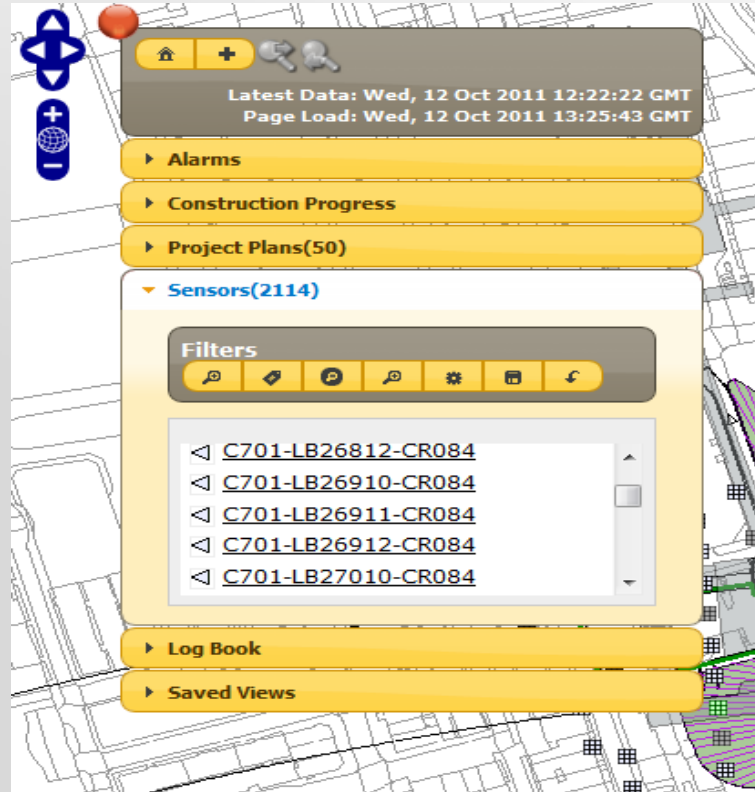 Latest Data: Wed, 12 Oct 2011 12:22:22 GMT
Page Load: Wed, 12 Oct 2011 13:25:43 GMT
Alarms
Construction Progress
Project Plans(50)
Sensors(2114)
Filters
C701-LB26812-CR084
C701-LB26910-CR084
C701-LB26911-CR084
C701-LB26912-CR084
C701-LB27010-CR084
Log Book
Saved Views